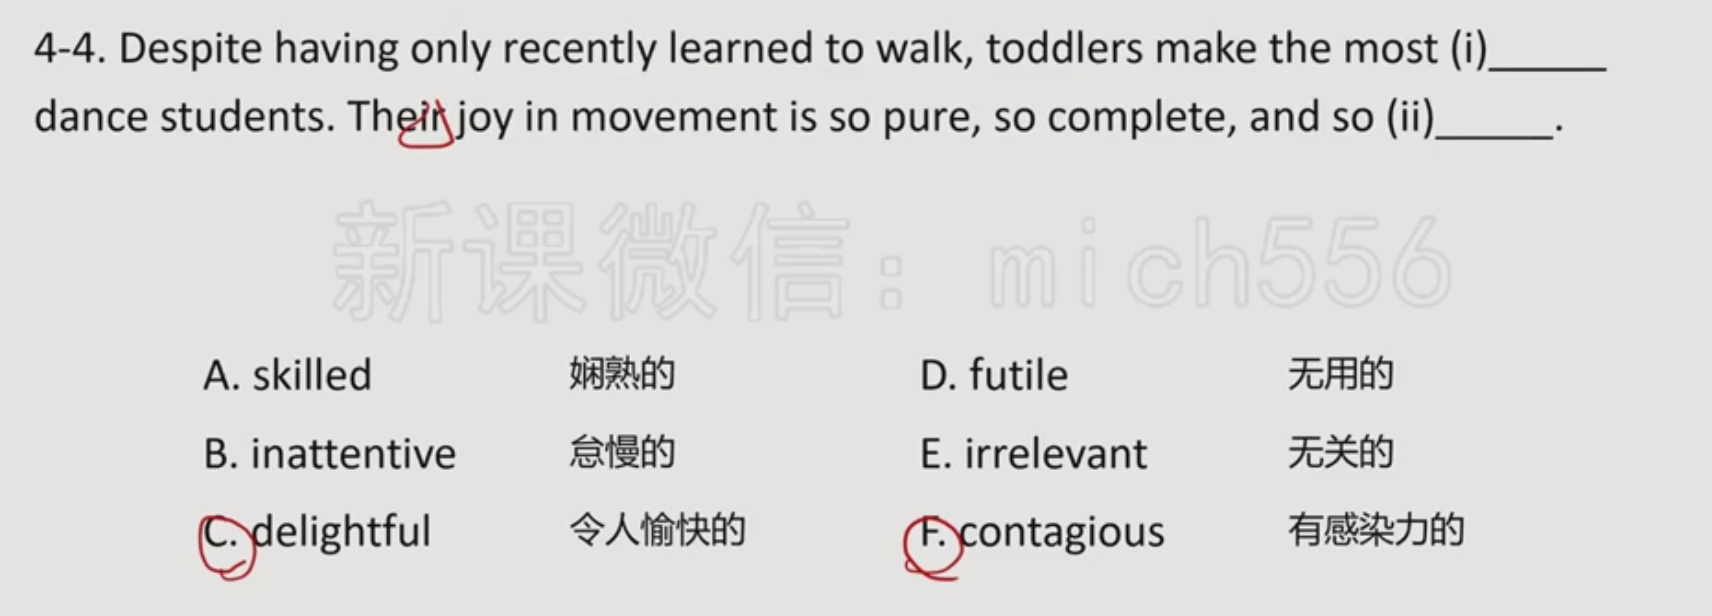 4-4. Despite having only recently learned to walk, toddlers make the most (i)_____
dance students. Their joy in movement is so pure, so complete, and so (ii)_____.
新课微信：mich556
A. skilled 娴熟的 D. futile 无用的
B. inattentive 怠慢的 E. irrelevant 无关的
C. delightful 令人愉快的 F. contagious 有感染力的